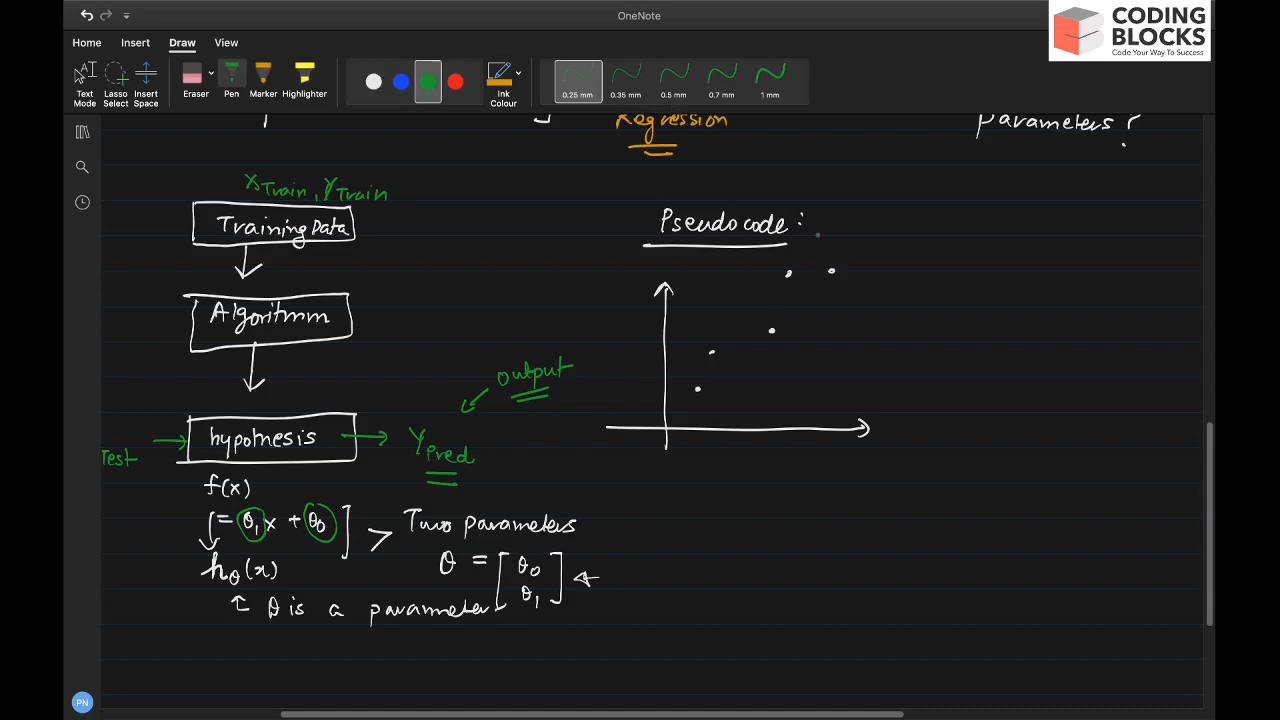 OneNote
CODING
BLOCKS
Code Your Way To Success
Home Insert Draw View
Text Mode
Lasso Select
Insert Space
Eraser
Pen
Marker
Highlighter
Ink Colour
0.25 mm
0.35 mm
0.5 mm
0.7 mm
1 mm
Regression
parameters?
XTrain, YTrain
Training Data
Pseudocode:
Algorithm
output
hypothesis
Test
YPred
f(x)
= θ₁x + θ₀
Two parameters
hθ(x)
θ = [θ₀ θ₁]
θ is a parameter
PN